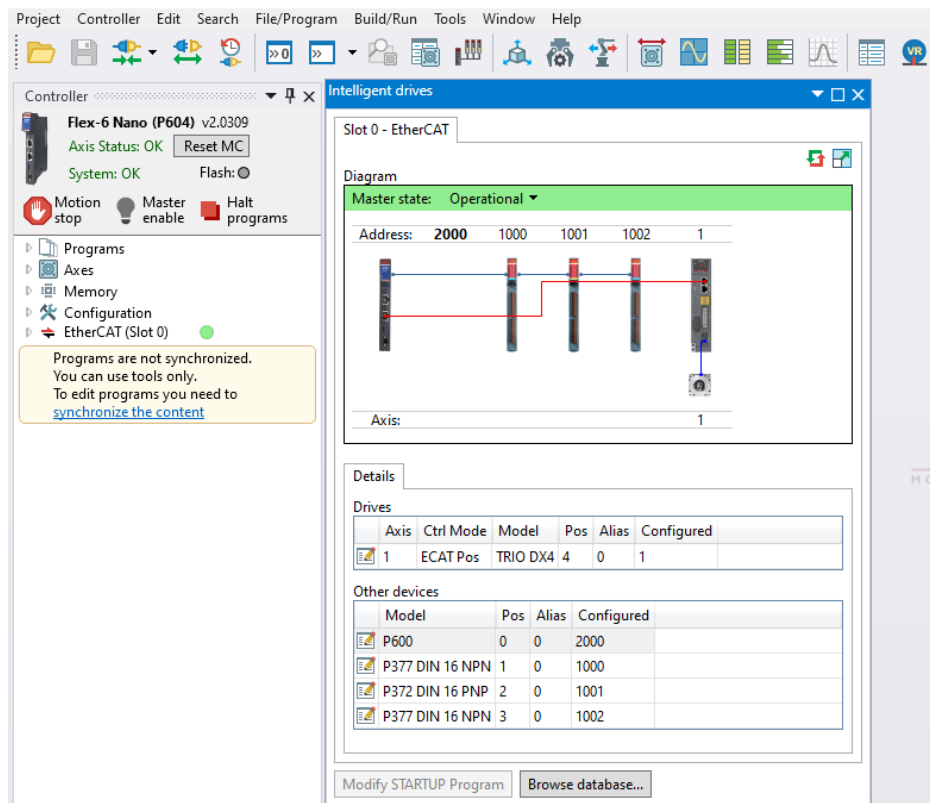 Project Controller Edit Search File/Program Build/Run Tools Window Help
VR
Controller
Flex-6 Nano (P604) v2.0309
Axis Status: OK Reset MC
System: OK Flash:
Motion stop
Master enable
Halt programs
Programs
Axes
Memory
Configuration
EtherCAT (Slot 0)
Programs are not synchronized.
You can use tools only.
To edit programs you need to
synchronize the content
Intelligent drives
Slot 0 - EtherCAT
Diagram
Master state: Operational
Address: 2000 1000 1001 1002 1
Axis: 1
Details
Drives
Axis Ctrl Mode Model Pos Alias Configured
1 ECAT Pos TRIO DX4 4 0 1
Other devices
Model Pos Alias Configured
P600 0 0 2000
P377 DIN 16 NPN 1 0 1000
P372 DIN 16 PNP 2 0 1001
P377 DIN 16 NPN 3 0 1002
Modify STARTUP Program Browse database...